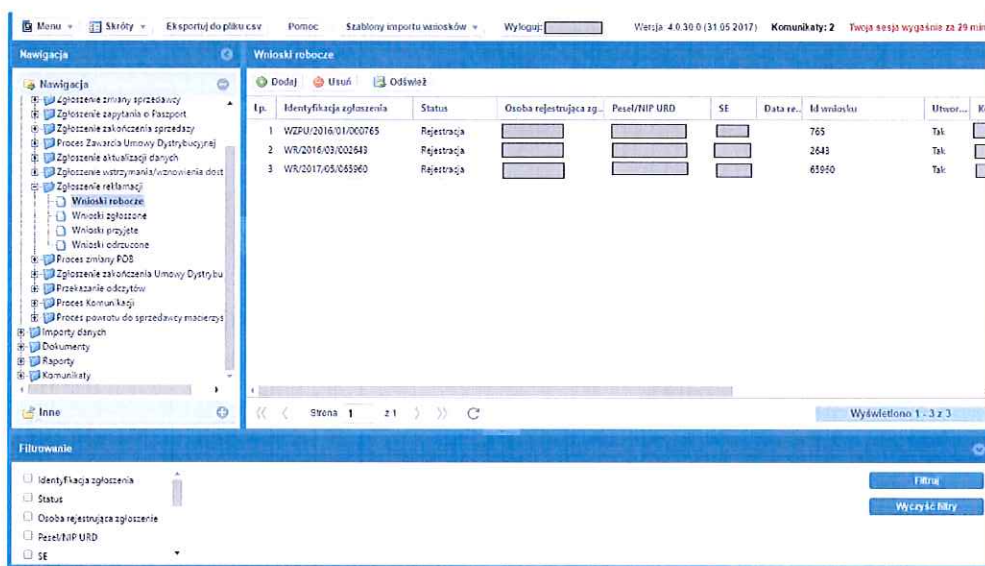 Menu Skróty Eksportuj do pliku csv Pomoc Szablony importu wniosków Wyloguj: Wersja 4.0.30.0 (31.05.2017) Komunikaty: 2 Twoja sesja wygaśnie za 29 min
Nawigacja
Nawigacja
Zgłoszenie zmiany sprzedawcy
Zgłoszenie zapytania o Paszport
Zgłoszenie zakończenia sprzedaży
Proces Zawarcia Umowy Dystrybucyjnej
Zgłoszenie aktualizacji danych
Zgłoszenie wstrzymania/wznowienia dost
Zgłoszenie reklamacji
Wnioski robocze
Wnioski zgłoszone
Wnioski przyjęte
Wnioski odrzucone
Proces zmiany POB
Zgłoszenie zakończenia Umowy Dystrybu
Przekazanie odczytów
Proces Komunikacji
Proces powrotu do sprzedawcy macierzys
Importy danych
Dokumenty
Raporty
Komunikaty
Inne
Wnioski robocze
Dodaj Usuń Odśwież
Lp. Identyfikacja zgłoszenia Status Osoba rejestrująca zg... Pesel/NIP URD SE Data re... Id wniosku Utwor...
1 WZPU/2016/01/000765 Rejestracja 765 Tak
2 WR/2016/03/002643 Rejestracja 2643 Tak
3 WR/2017/05/065960 Rejestracja 65960 Tak
Strona 1 z 1 Wyświetlono 1 - 3 z 3
Filtrowanie
Identyfikacja zgłoszenia
Status
Osoba rejestrująca zgłoszenie
Pesel/NIP URD
SE
Filtruj
Wyczyść filtry